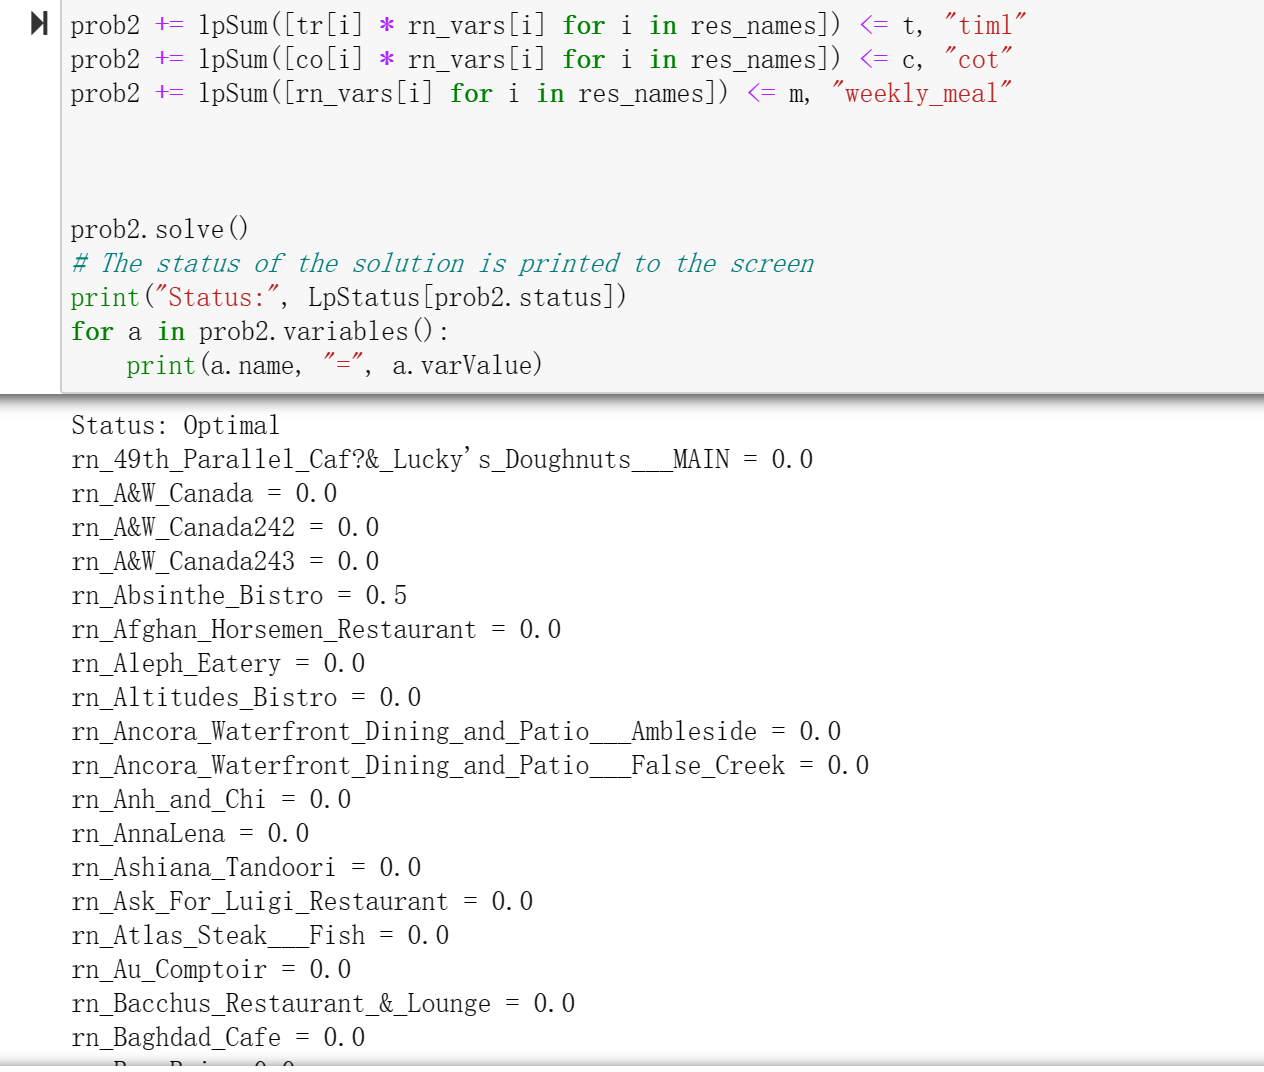 prob2 += lpSum([tr[i] * rn_vars[i] for i in res_names]) <= t, "timl"
prob2 += lpSum([co[i] * rn_vars[i] for i in res_names]) <= c, "cot"
prob2 += lpSum([rn_vars[i] for i in res_names]) <= m, "weekly_meal"
prob2.solve()
# The status of the solution is printed to the screen
print("Status:", LpStatus[prob2.status])
for a in prob2.variables():
    print(a.name, "=", a.varValue)
Status: Optimal
rn_49th_Parallel_Caf?&_Lucky's_Doughnuts___MAIN = 0.0
rn_A&W_Canada = 0.0
rn_A&W_Canada242 = 0.0
rn_A&W_Canada243 = 0.0
rn_Absinthe_Bistro = 0.5
rn_Afghan_Horsemen_Restaurant = 0.0
rn_Aleph_Eatery = 0.0
rn_Altitudes_Bistro = 0.0
rn_Ancora_Waterfront_Dining_and_Patio___Ambleside = 0.0
rn_Ancora_Waterfront_Dining_and_Patio___False_Creek = 0.0
rn_Anh_and_Chi = 0.0
rn_AnnaLena = 0.0
rn_Ashiana_Tandoori = 0.0
rn_Ask_For_Luigi_Restaurant = 0.0
rn_Atlas_Steak___Fish = 0.0
rn_Au_Comptoir = 0.0
rn_Bacchus_Restaurant_&_Lounge = 0.0
rn_Baghdad_Cafe = 0.0